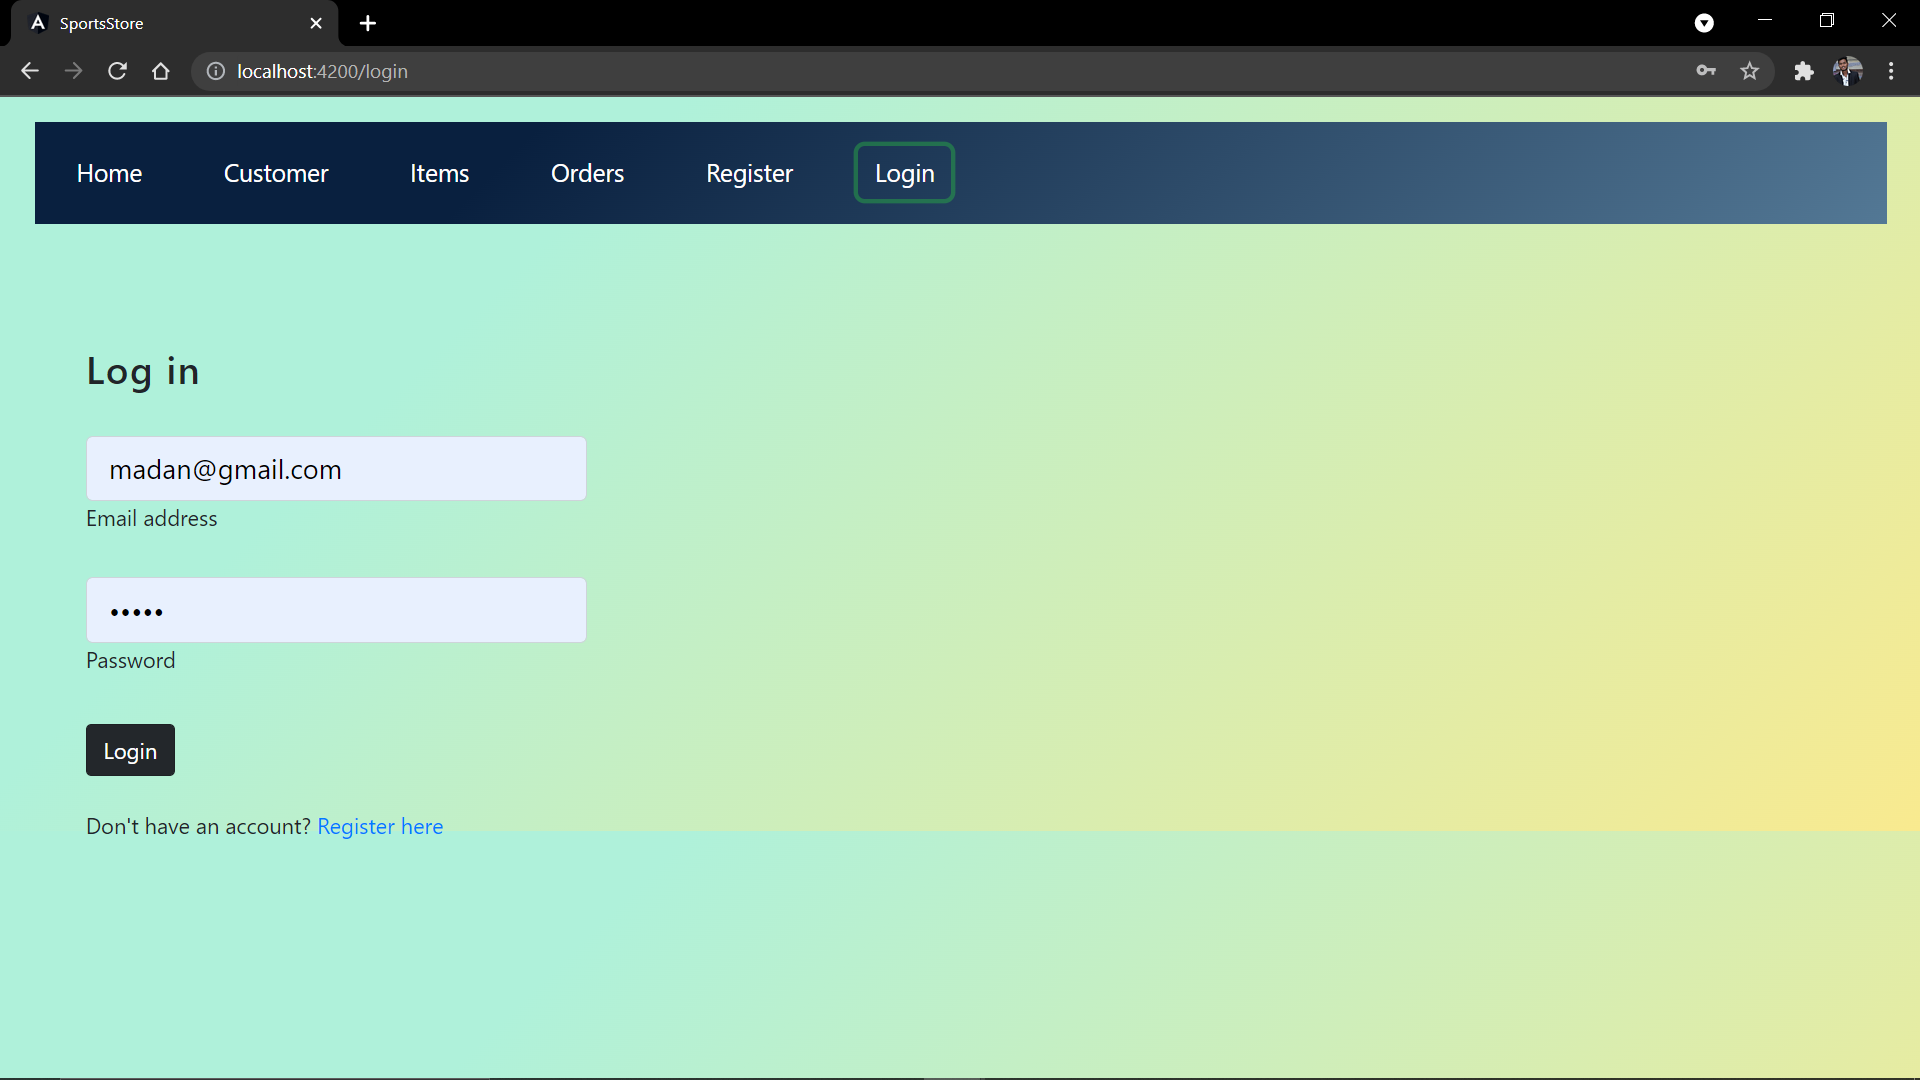 SportsStore
localhost:4200/login
Home Customer Items Orders Register Login
Log in
madan@gmail.com
Email address
•••••
Password
Login
Don't have an account? Register here